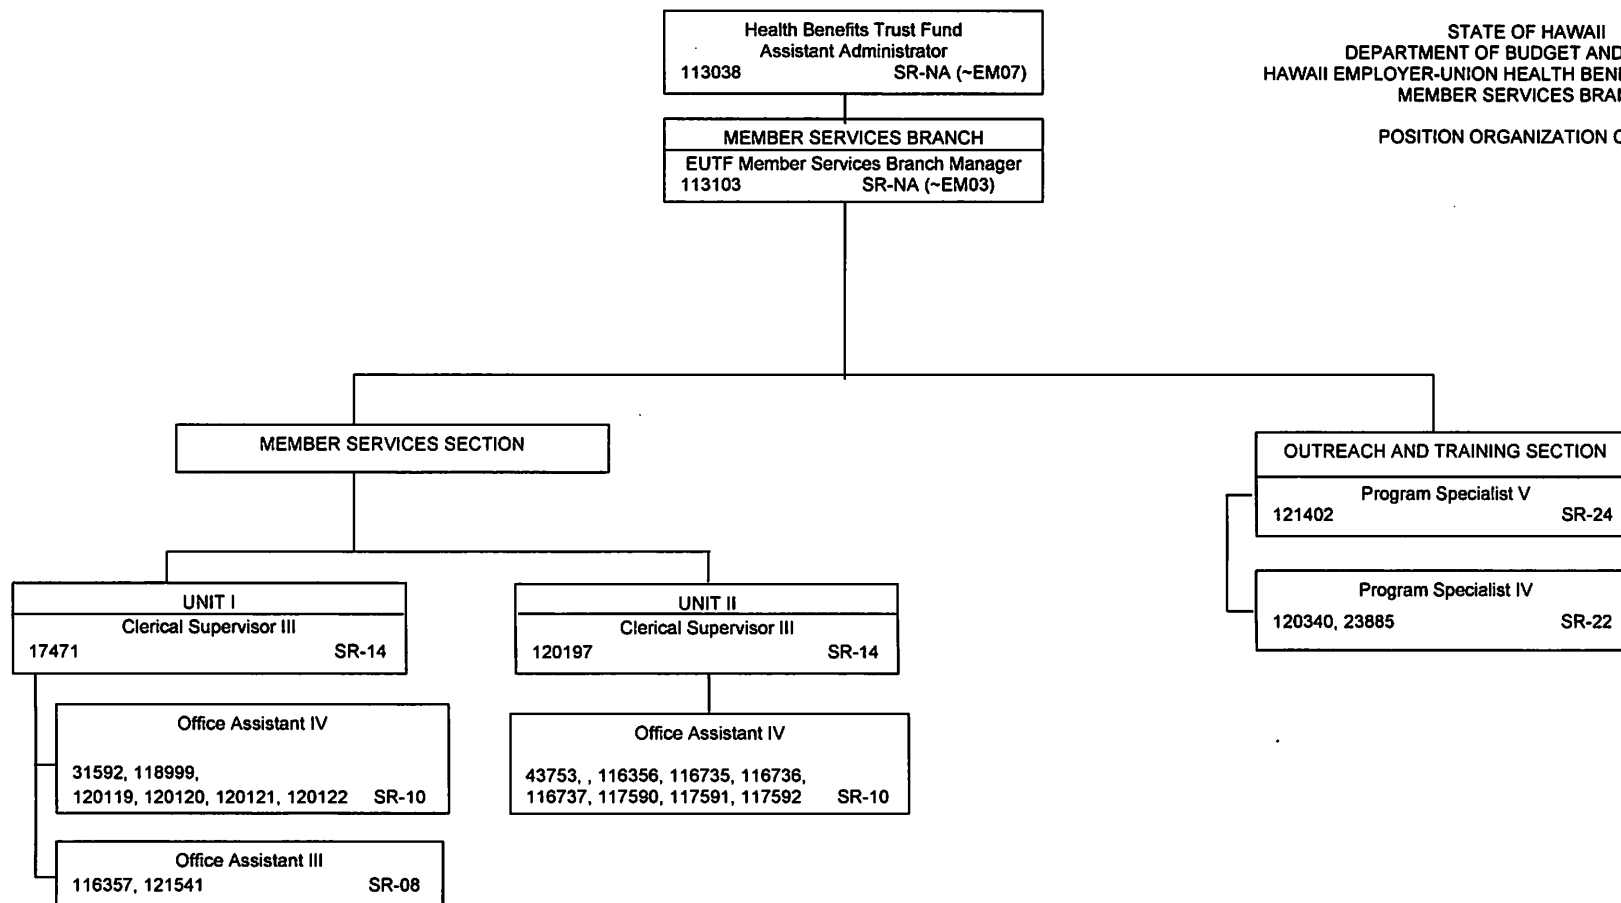 Health Benefits Trust Fund
Assistant Administrator
113038 SR-NA (~EM07)
STATE OF HAWAII
DEPARTMENT OF BUDGET AND
HAWAII EMPLOYER-UNION HEALTH
MEMBER SERVICES
POSITION ORGANIZATION
MEMBER SERVICES BRANCH
EUTF Member Services Branch Manager
113103 SR-NA (~EM03)
MEMBER SERVICES SECTION
OUTREACH AND TRAINING SECTION
Program Specialist V
121402 SR-24
Program Specialist IV
120340, 23885 SR-22
UNIT I
Clerical Supervisor III
17471 SR-14
Office Assistant IV
31592, 118999,
120119, 120120, 120121, 120122 SR-10
Office Assistant III
116357, 121541 SR-08
UNIT II
Clerical Supervisor III
120197 SR-14
Office Assistant IV
43753, , 116356, 116735, 116736,
116737, 117590, 117591, 117592 SR-10